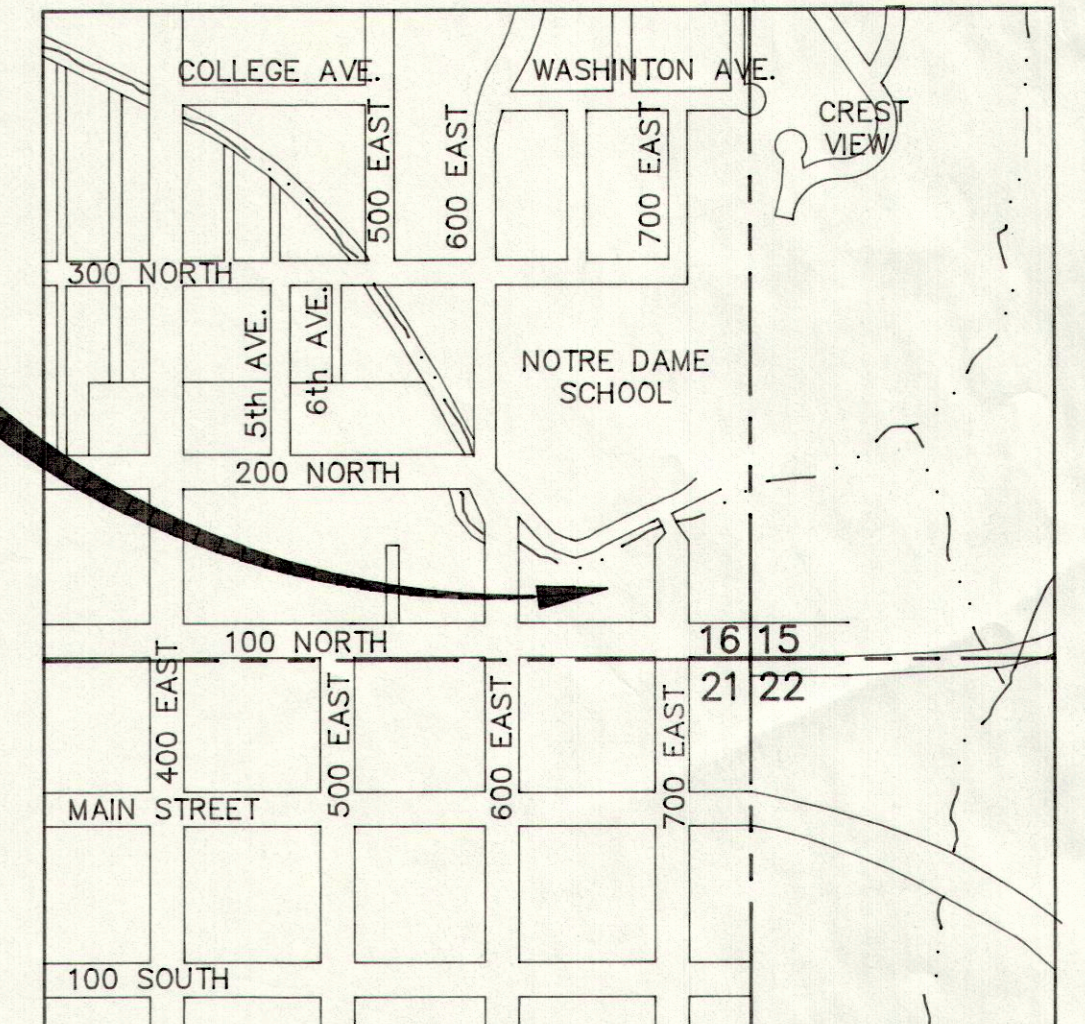 COLLEGE AVE.
WASHINTON AVE.
CREST
VIEW
500 EAST
600 EAST
700 EAST
300 NORTH
5th AVE.
6th AVE.
NOTRE DAME
SCHOOL
200 NORTH
100 NORTH
16 15
21 22
400 EAST
500 EAST
600 EAST
700 EAST
MAIN STREET
100 SOUTH